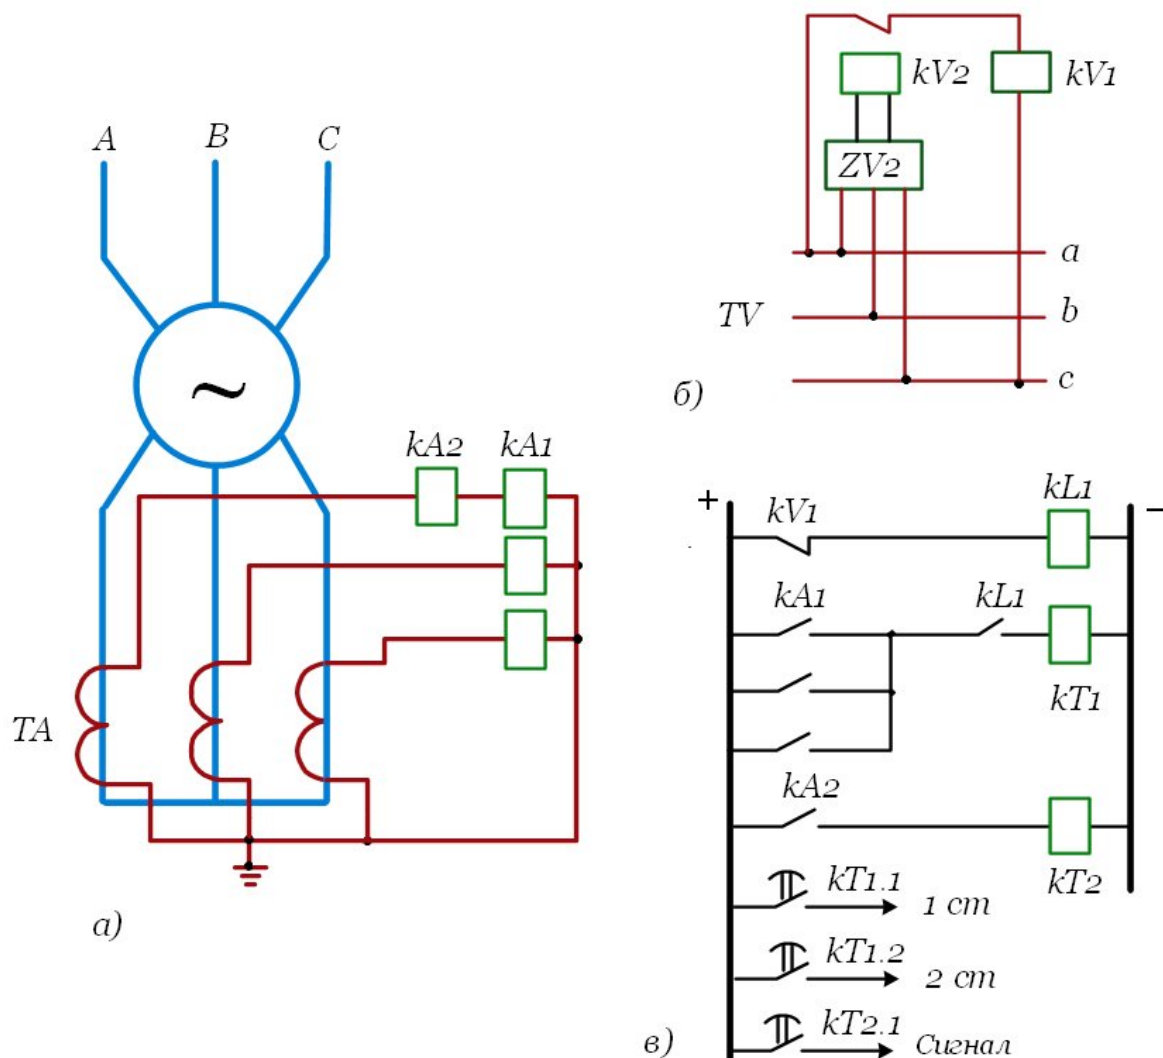 A
B
C
kA2
kA1
TA
~
а)
kV2
kV1
ZV2
a
TV
b
c
б)
+
−
kV1
kL1
kA1
kL1
kT1
kA2
kT2
kT1.1
1 ст
kT1.2
2 ст
kT2.1
Сигнал
в)